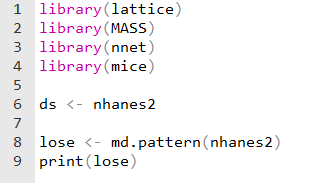 1 library(lattice)
2 library(MASS)
3 library(nnet)
4 library(mice)
5
6 ds <- nhanes2
7
8 lose <- md.pattern(nhanes2)
9 print(lose)